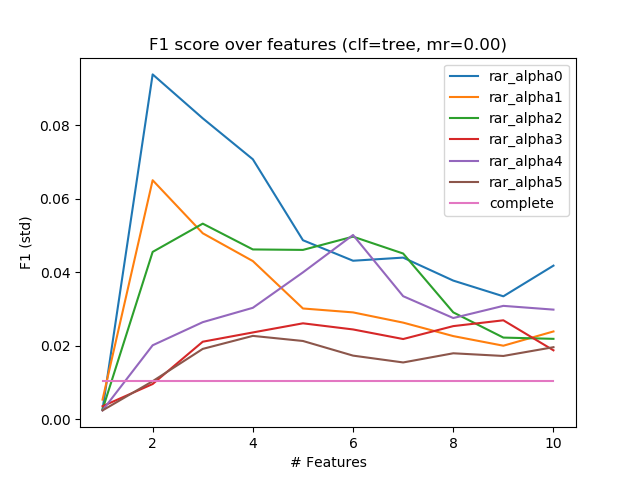 F1 score over features (clf=tree, mr=0.00)
rar_alpha0
rar_alpha1
rar_alpha2
rar_alpha3
rar_alpha4
rar_alpha5
complete
F1 (std)
0.08
0.06
0.04
0.02
0.00
2 4 6 8 10
# Features